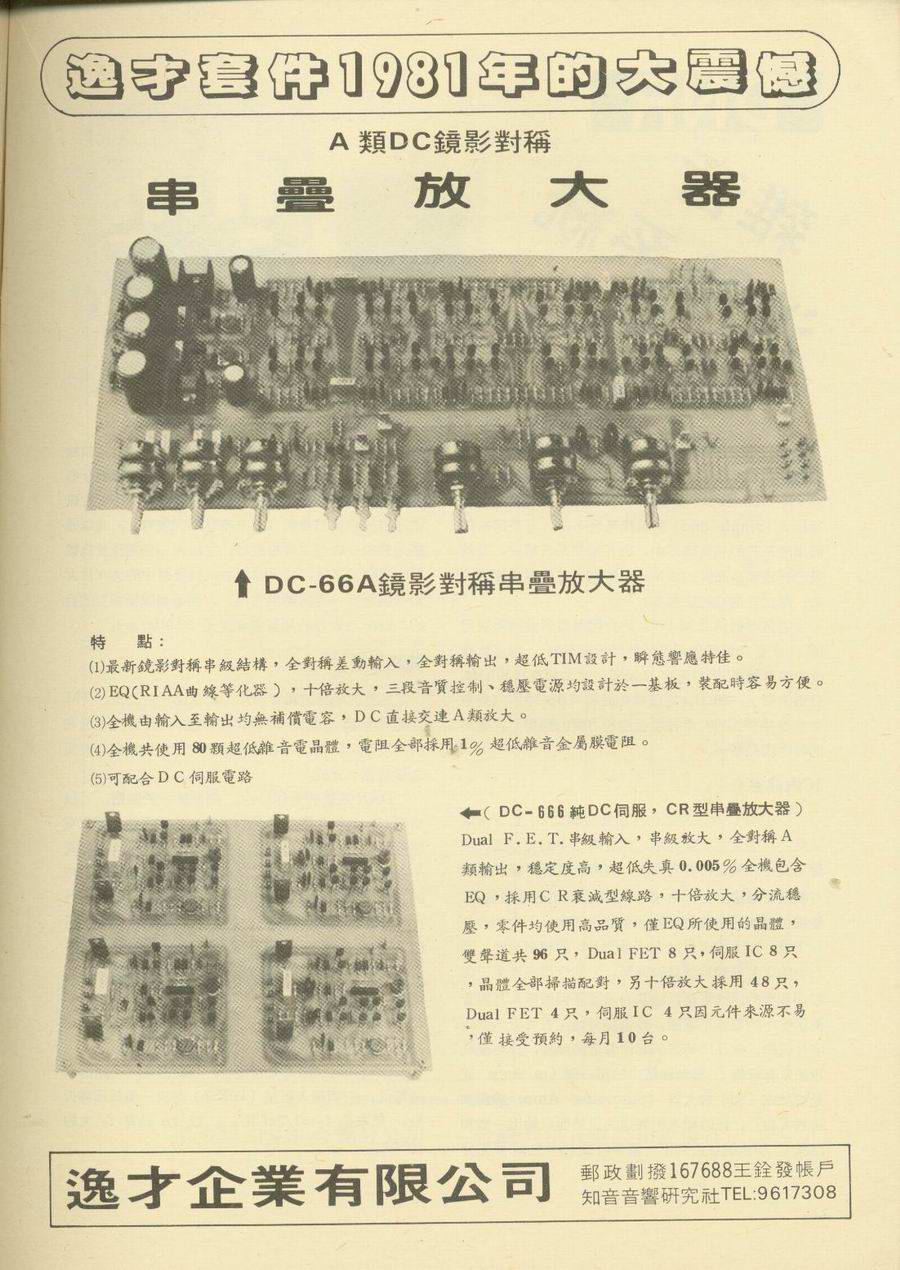 逸才套件1981年的大震憾
A 類DC鏡影對稱
串疊放大器
⬆ DC-66A鏡影對稱串疊放大器
特 點：
⑴最新鏡影對稱串級結構，全對稱差動輸入，全對稱輸出，超低TIM設計，瞬態響應特佳。
⑵EQ(RIAA曲線等化器），十倍放大，三段音質控制、穩壓電源均設計於一基板，裝配時容易方便。
⑶全機由輸入至輸出均無補償電容，DC直接交連A類放大。
⑷全機共使用80顆超低雜音電晶體，電阻全部採用1%超低雜音金屬膜電阻。
⑸可配合DC伺服電路
⬅（DC-666純DC伺服，CR型串疊放大器）
Dual F.E.T.串級輸入，串級放大，全對稱A
類輸出，穩定度高，超低失真0.005%全機包含
EQ，採用CR衰減型線路，十倍放大，分流穩
壓，零件均使用高品質，僅EQ所使用的晶體，
雙聲道共96只，Dual FET 8只，伺服IC 8只
，晶體全部掃描配對，另十倍放大採用48只，
Dual FET 4只，伺服IC 4只因元件來源不易
，僅接受預約，每月10台。
逸才企業有限公司
郵政劃撥167688王銓發帳戶
知音音響研究社TEL:9617308